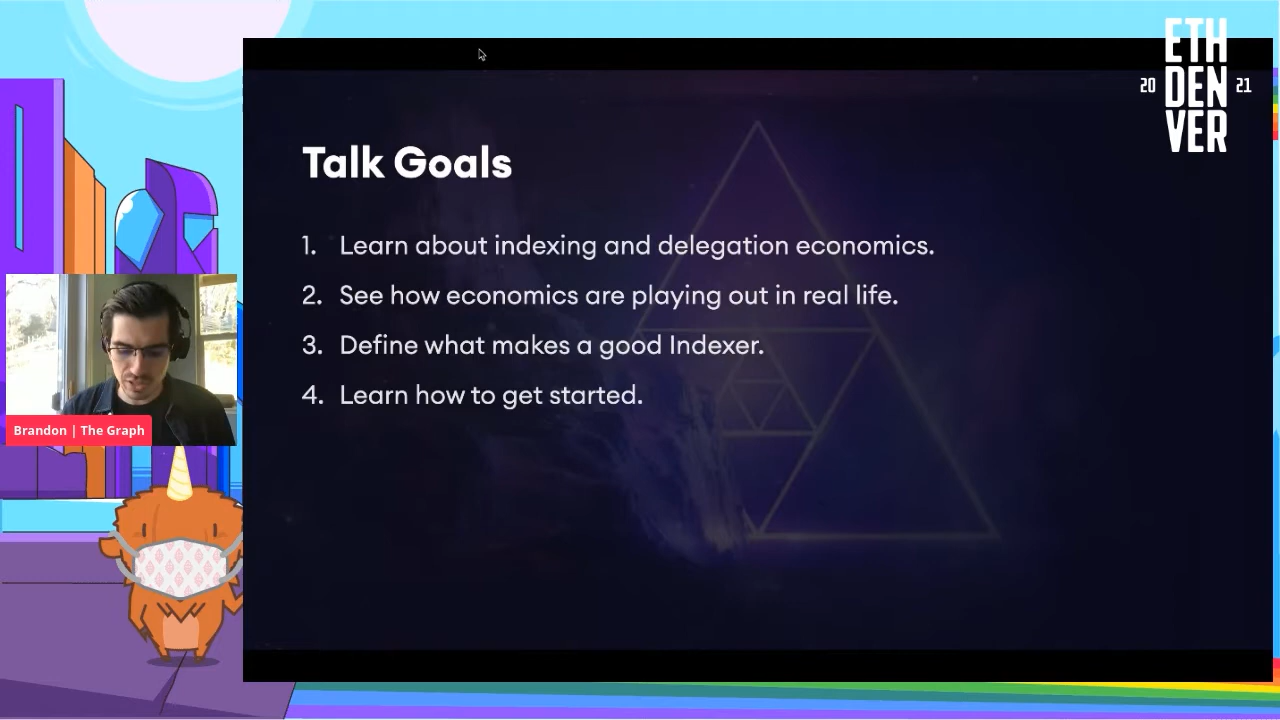 ETH
20 DEN 21
VER
Talk Goals
1. Learn about indexing and delegation economics.
2. See how economics are playing out in real life.
3. Define what makes a good Indexer.
4. Learn how to get started.
Brandon | The Graph